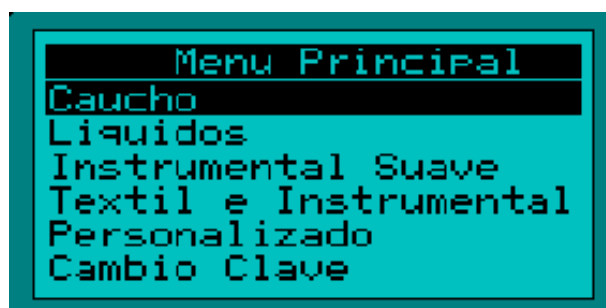 Menu Principal
Caucho
Liquidos
Instrumental Suave
Textil e Instrumental
Personalizado
Cambio Clave